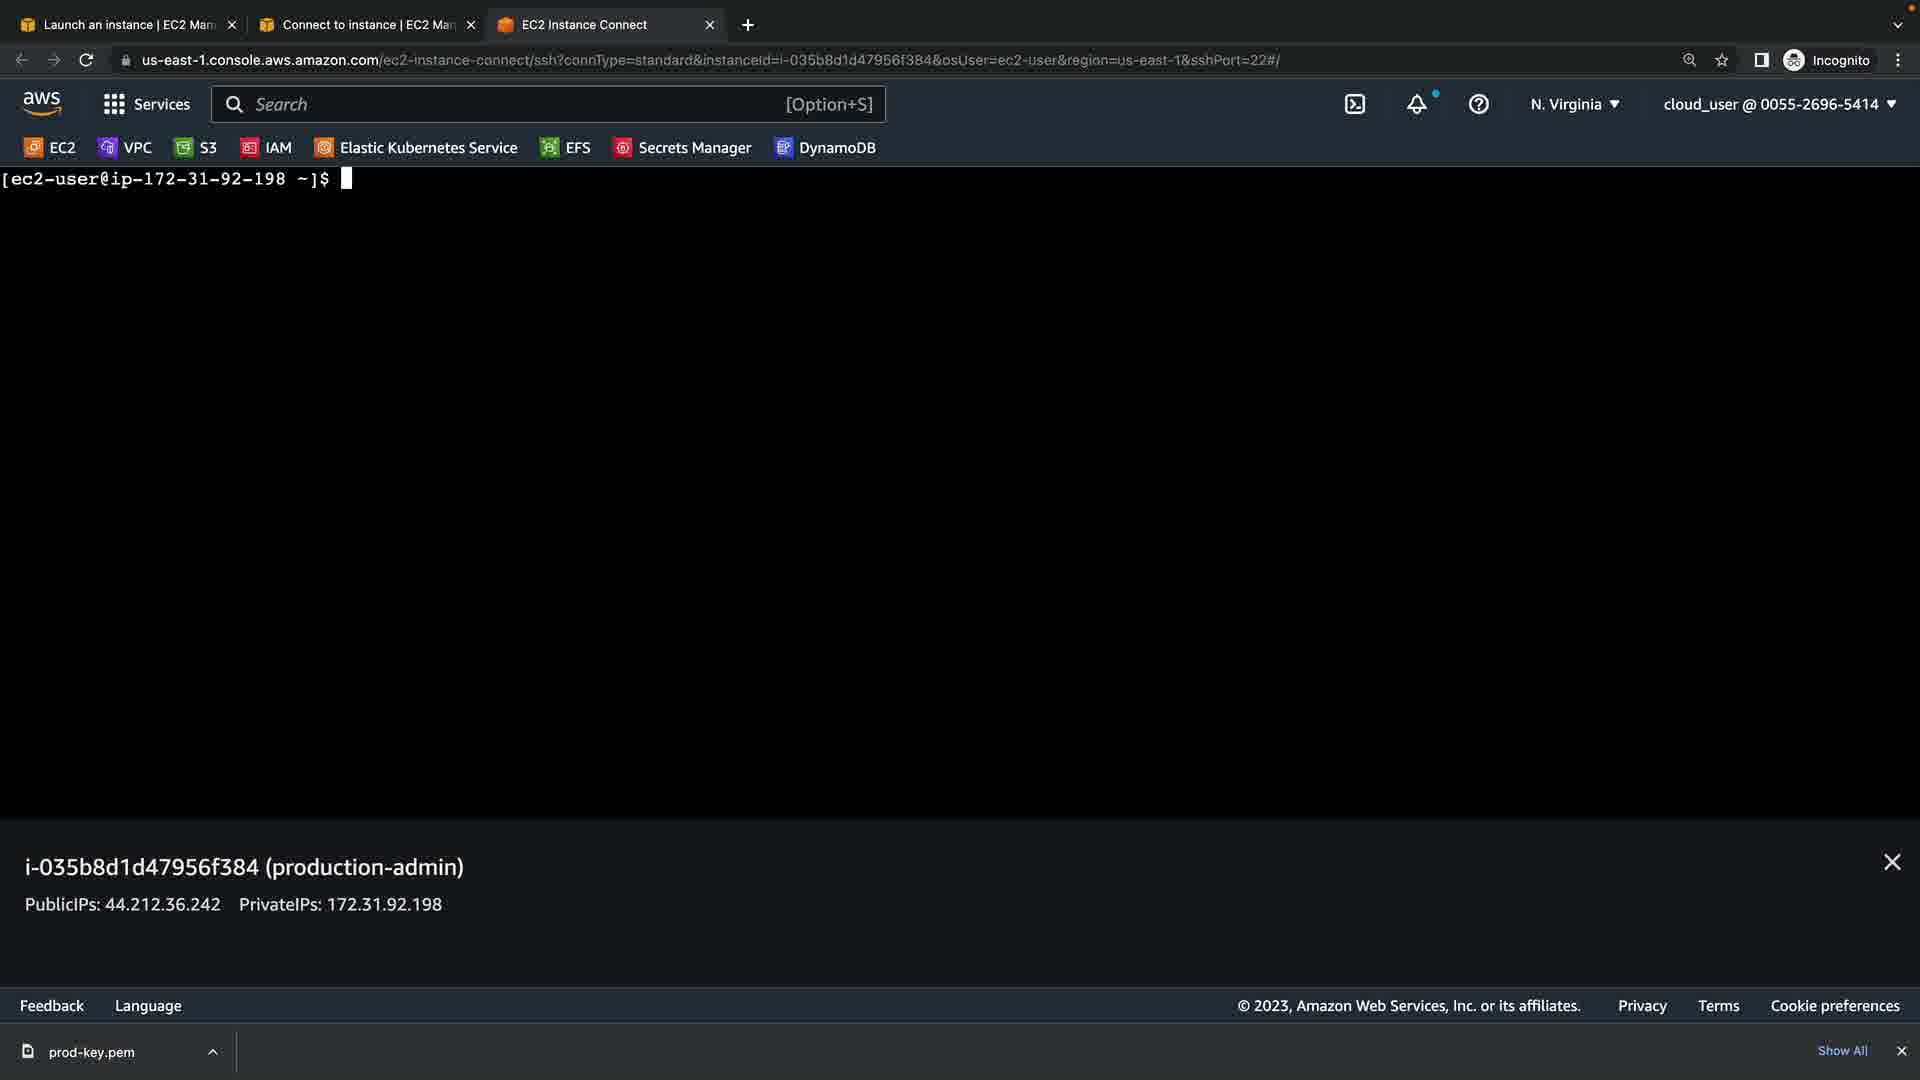 Launch an instance | EC2 Man
Connect to instance | EC2 Man
EC2 Instance Connect
us-east-1.console.aws.amazon.com/ec2-instance-connect/ssh?connType=standard&instanceId=i-035b8d1d47956f384&osUser=ec2-user&region=us-east-1&sshPort=22#/
Incognito
aws Services Search [Option+S] N. Virginia cloud_user @ 0055-2696-5414
EC2 VPC S3 IAM Elastic Kubernetes Service EFS Secrets Manager DynamoDB
[ec2-user@ip-172-31-92-198 ~]$
i-035b8d1d47956f384 (production-admin)
PublicIPs: 44.212.36.242 PrivateIPs: 172.31.92.198
Feedback Language © 2023, Amazon Web Services, Inc. or its affiliates. Privacy Terms Cookie preferences
prod-key.pem Show All